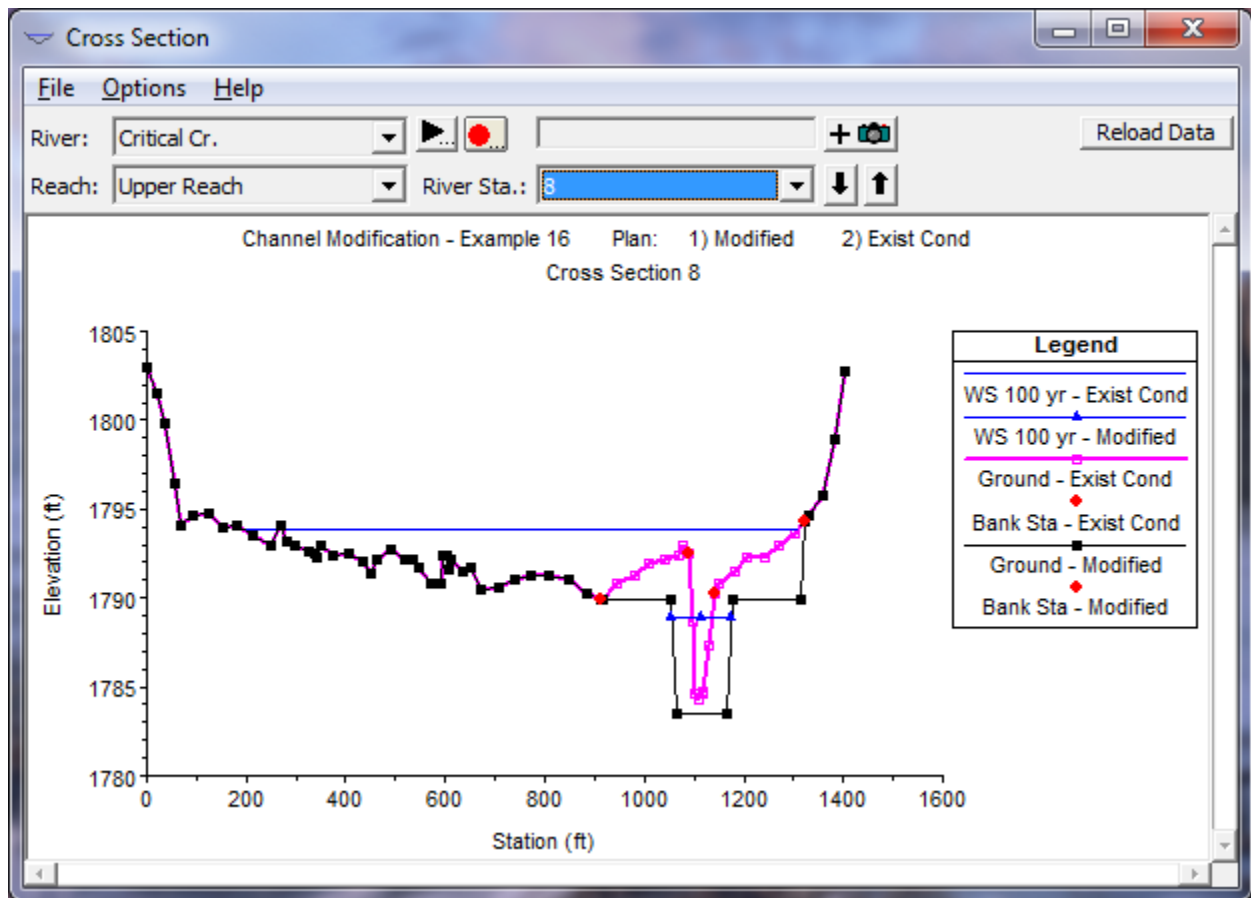 Cross Section
File Options Help
River: Critical Cr. Reload Data
Reach: Upper Reach River Sta.: 8
Channel Modification - Example 16 Plan: 1) Modified 2) Exist Cond
Cross Section 8
1805
1800
1795
1790
1785
1780
Elevation (ft)
0 200 400 600 800 1000 1200 1400 1600
Station (ft)
Legend
WS 100 yr - Exist Cond
WS 100 yr - Modified
Ground - Exist Cond
Bank Sta - Exist Cond
Ground - Modified
Bank Sta - Modified